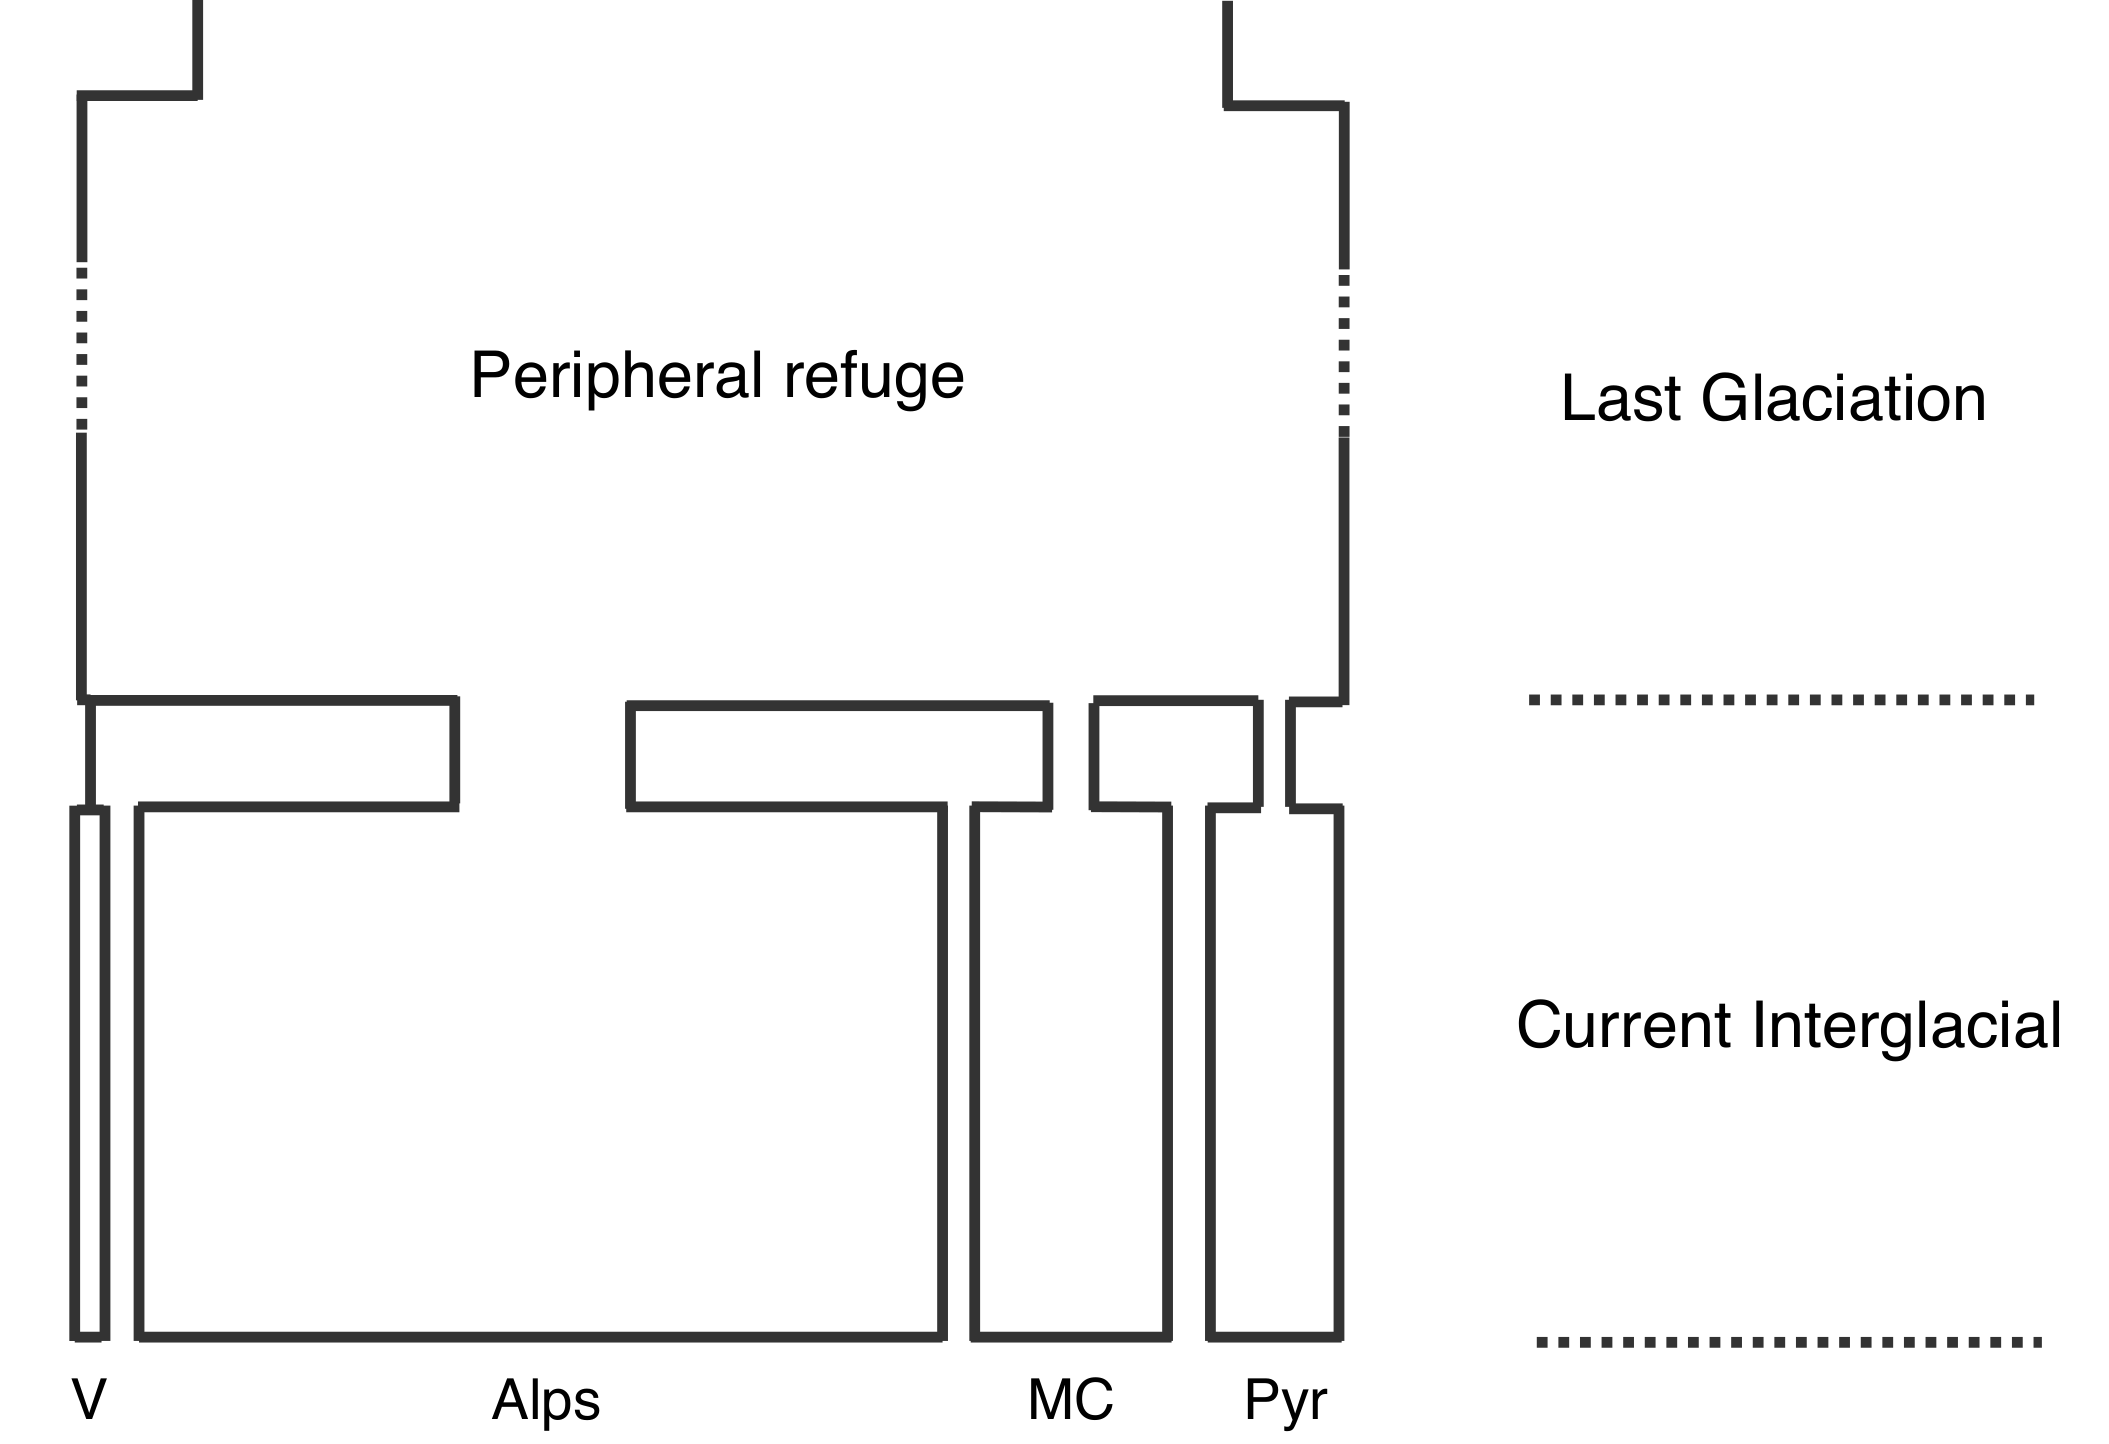 Peripheral refuge
Last Glaciation
Current Interglacial
V Alps MC Pyr